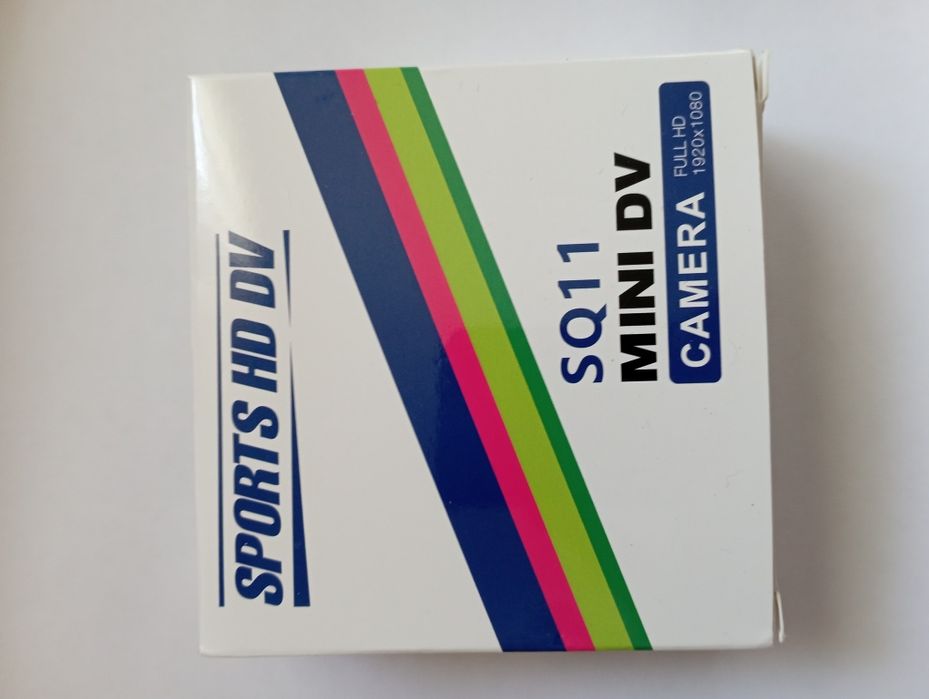 SPORTS HD DV
SQ11
MINI DV
CAMERA FULL HD
1920x1080